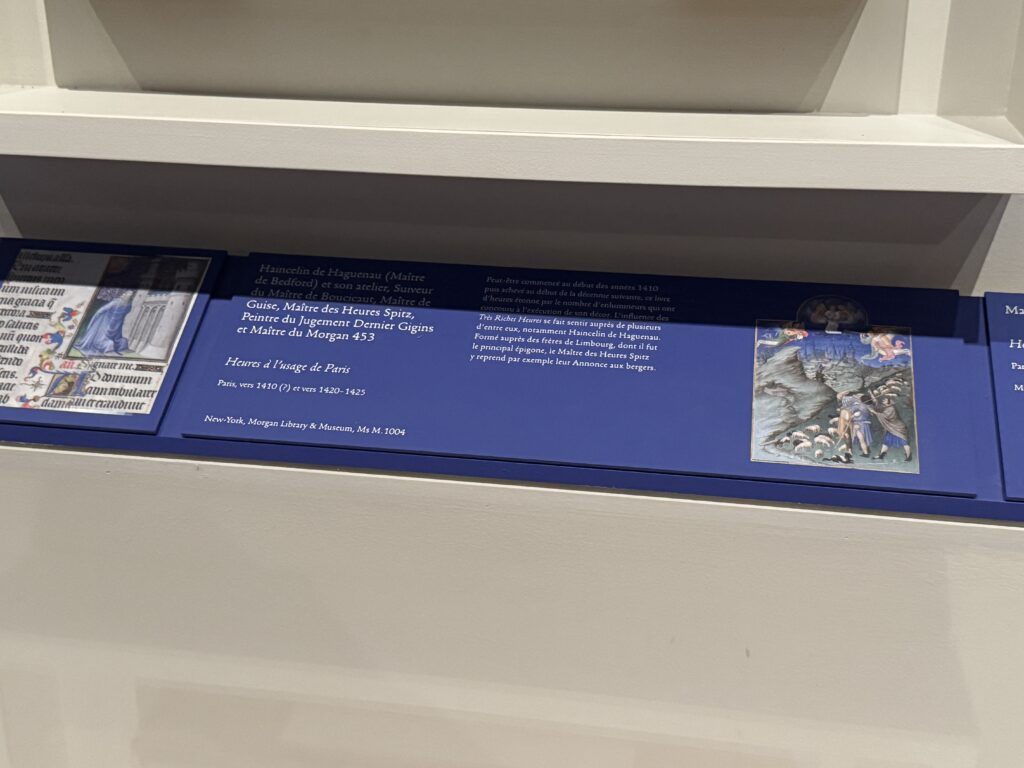 Haincelin de Haguenau (Maître
de Bedford) et son atelier, Suiveur
du Maître de Boucicaut, Maître de
Guise, Maître des Heures Spitz,
Peintre du Jugement Dernier Gigins
et Maître du Morgan 453
Heures à l'usage de Paris
Paris, vers 1410 (?) et vers 1420-1425
New-York, Morgan Library & Museum, Ms M.1004
Peut-être commencé au début des années 1410
puis achevé au début de la décennie suivante, ce livre
d'heures étonne par le nombre d'enlumineurs qui ont
concouru à l'exécution de son décor. L'influence des
Très Riches Heures se fait sentir auprès de plusieurs
d'entre eux, notamment Haincelin de Haguenau.
Formé auprès des frères de Limbourg, dont il fut
le principal épigone, le Maître des Heures Spitz
y reprend par exemple leur Annonce aux bergers.